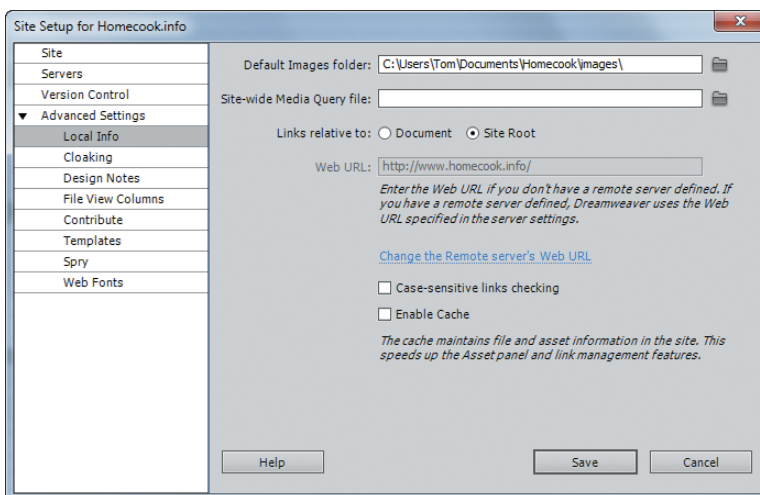 Site Setup for Homecook.info
Site
Servers
Version Control
Advanced Settings
Local Info
Cloaking
Design Notes
File View Columns
Contribute
Templates
Spry
Web Fonts
Default Images folder: C:\Users\Tom\Documents\Homecook\images\
Site-wide Media Query file:
Links relative to: Document Site Root
Web URL: http://www.homecook.info/
Enter the Web URL if you don't have a remote server defined. If
you have a remote server defined, Dreamweaver uses the Web
URL specified in the server settings.
Change the Remote server's Web URL
Case-sensitive links checking
Enable Cache
The cache maintains file and asset information in the site. This
speeds up the Asset panel and link management features.
Help Save Cancel